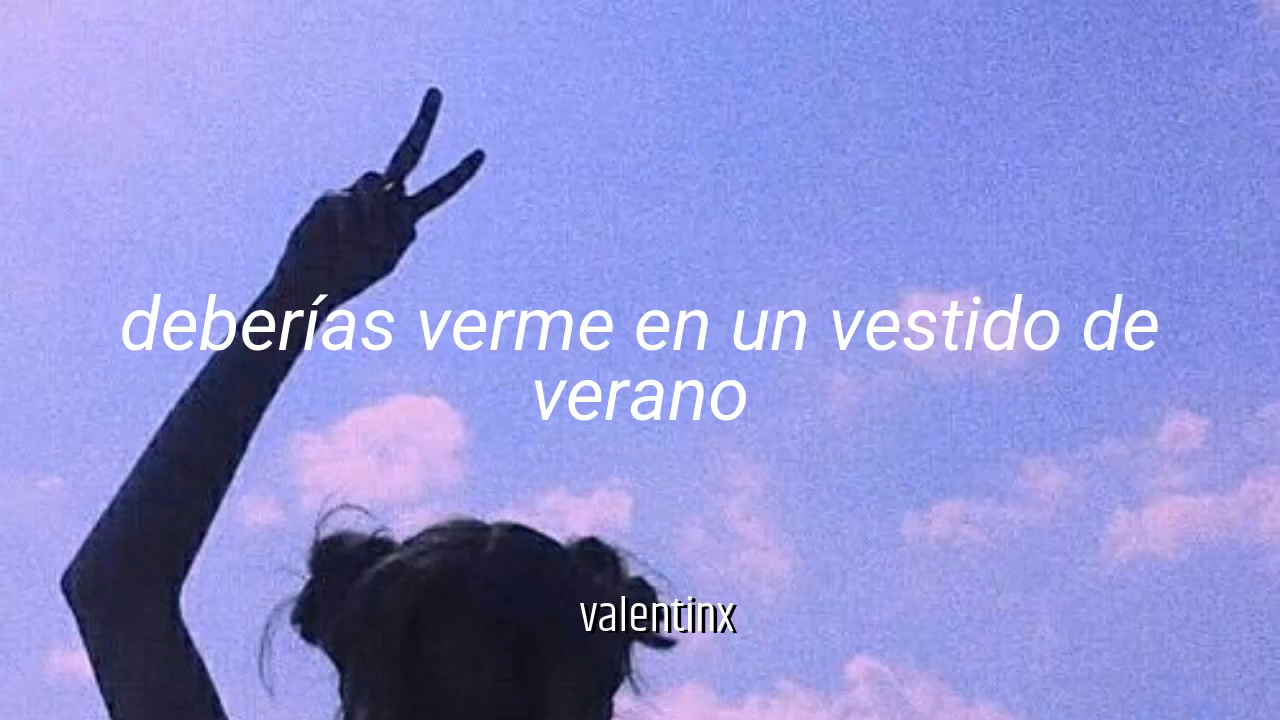 deberías verme en un vestido de
verano
valentinx